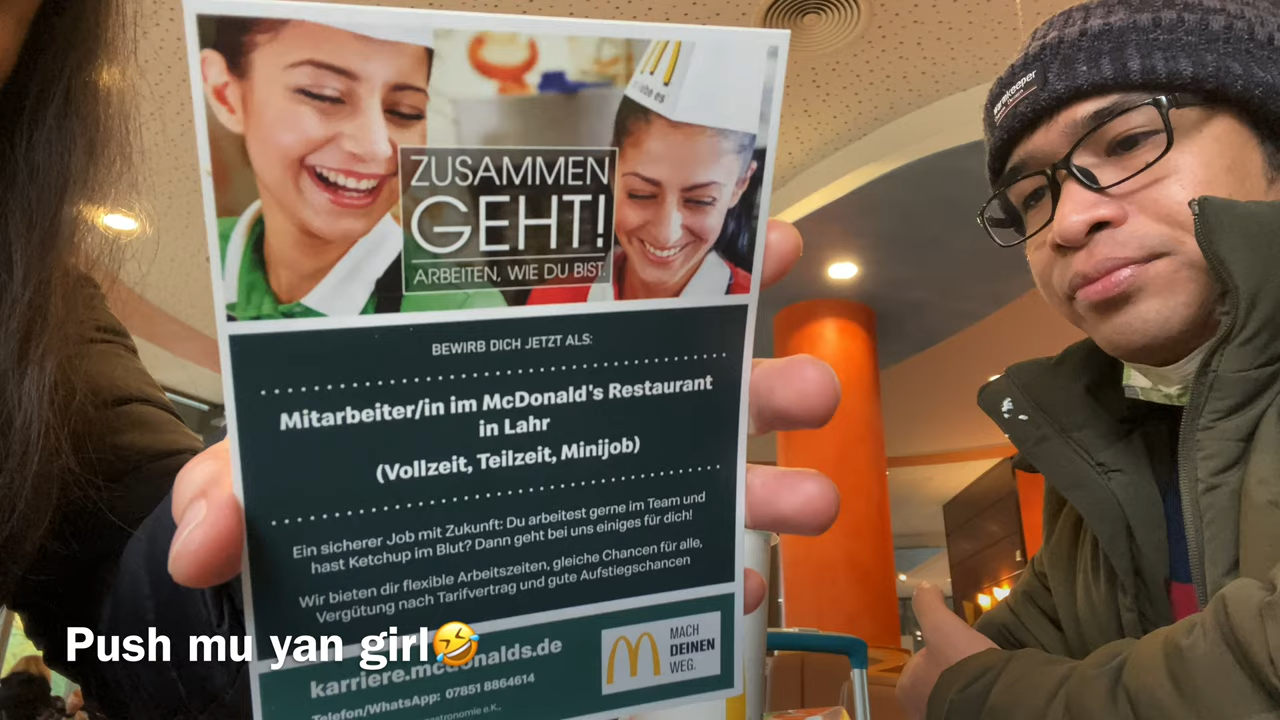 be es
ZUSAMMEN
GEHT!
ARBEITEN, WIE DU BIST.
BEWIRB DICH JETZT ALS:
Mitarbeiter/in im McDonald's Restaurant
in Lahr
(Vollzeit, Teilzeit, Minijob)
Ein sicherer Job mit Zukunft: Du arbeitest gerne im Team und
hast Ketchup im Blut? Dann geht bei uns einiges für dich!
Wir bieten dir flexible Arbeitszeiten, gleiche Chancen für alle,
Vergütung nach Tarifvertrag und gute Aufstiegschancen
karriere.mcdonalds.de
Telefon/WhatsApp: 07851 8864614
MACH
DEINEN
WEG.
Push mu yan girl🤣